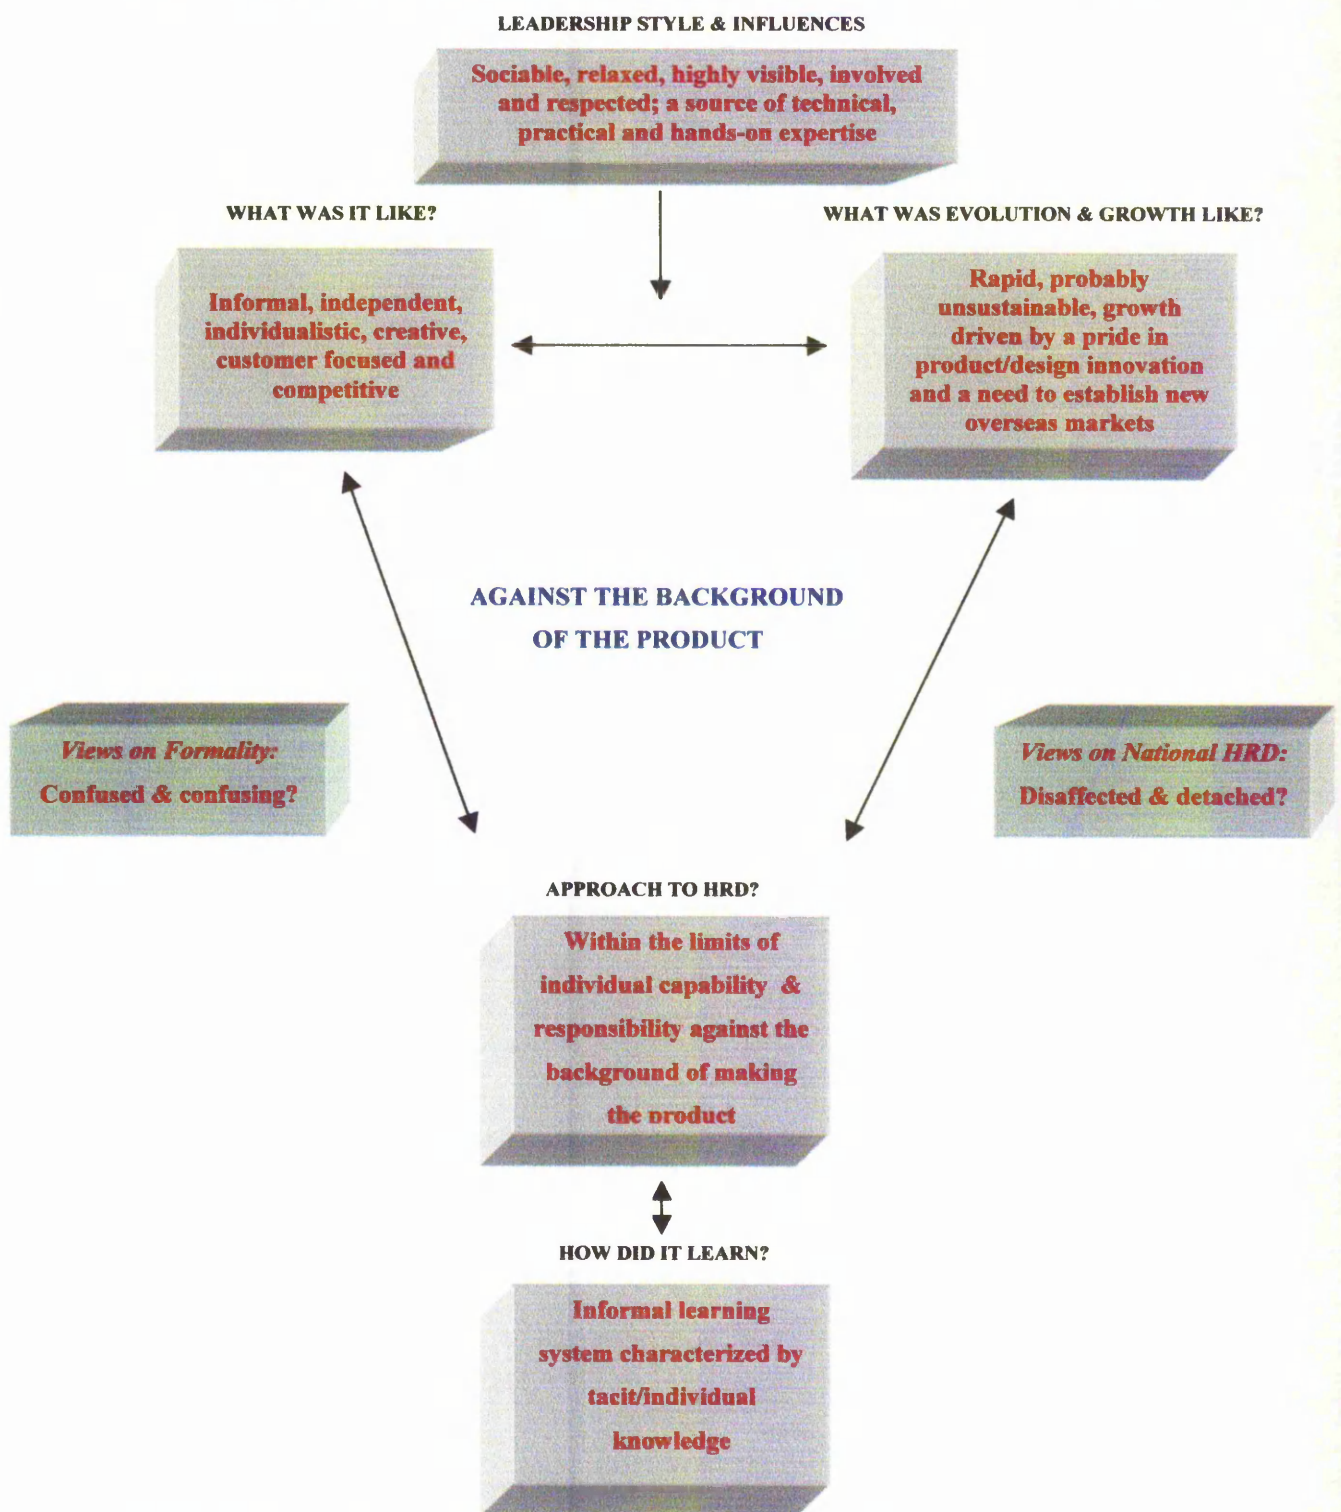 LEADERSHIP STYLE & INFLUENCES
Sociable, relaxed, highly visible, involved
and respected; a source of technical,
practical and hands-on expertise
WHAT WAS IT LIKE?
Informal, independent,
individualistic, creative,
customer focused and
competitive
WHAT WAS EVOLUTION & GROWTH LIKE?
Rapid, probably
unsustainable, growth
driven by a pride in
product/design innovation
and a need to establish new
overseas markets
AGAINST THE BACKGROUND
OF THE PRODUCT
Views on Formality:
Confused & confusing?
Views on National HRD:
Disaffected & detached?
APPROACH TO HRD?
Within the limits of
individual capability &
responsibility against the
background of making
the product
HOW DID IT LEARN?
Informal learning
system characterized by
tacit/individual
knowledge